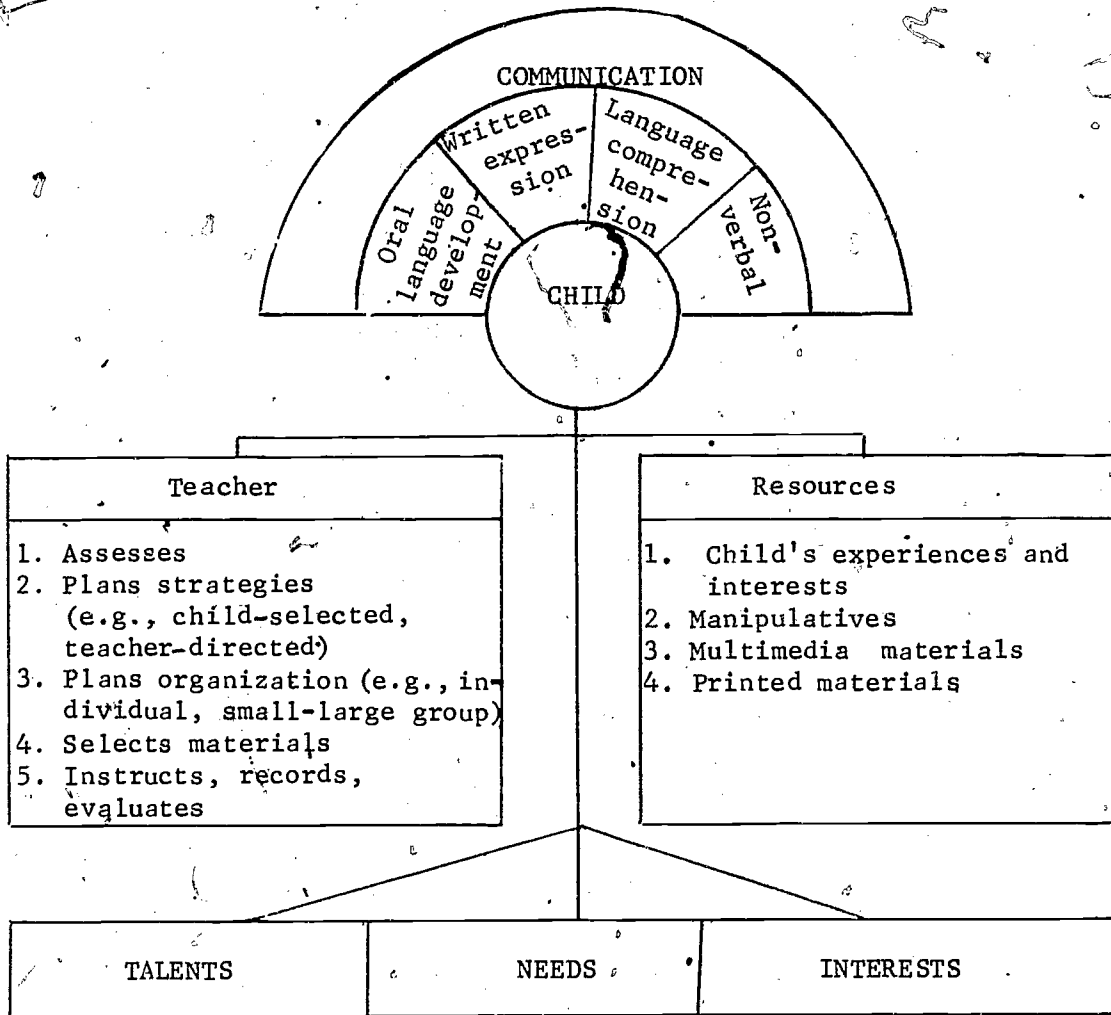 COMMUNICATION
Oral
language
develop-
ment
Written
expres-
sion
Language
compre-
hen-
sion
Non-
verbal
CHILD
Teacher
1. Assesses
2. Plans strategies
(e.g., child-selected,
teacher-directed)
3. Plans organization (e.g., in-
dividual, small-large group)
4. Selects materials
5. Instructs, records,
evaluates
Resources
1. Child's experiences and
interests
2. Manipulatives
3. Multimedia materials
4. Printed materials
TALENTS
NEEDS
INTERESTS